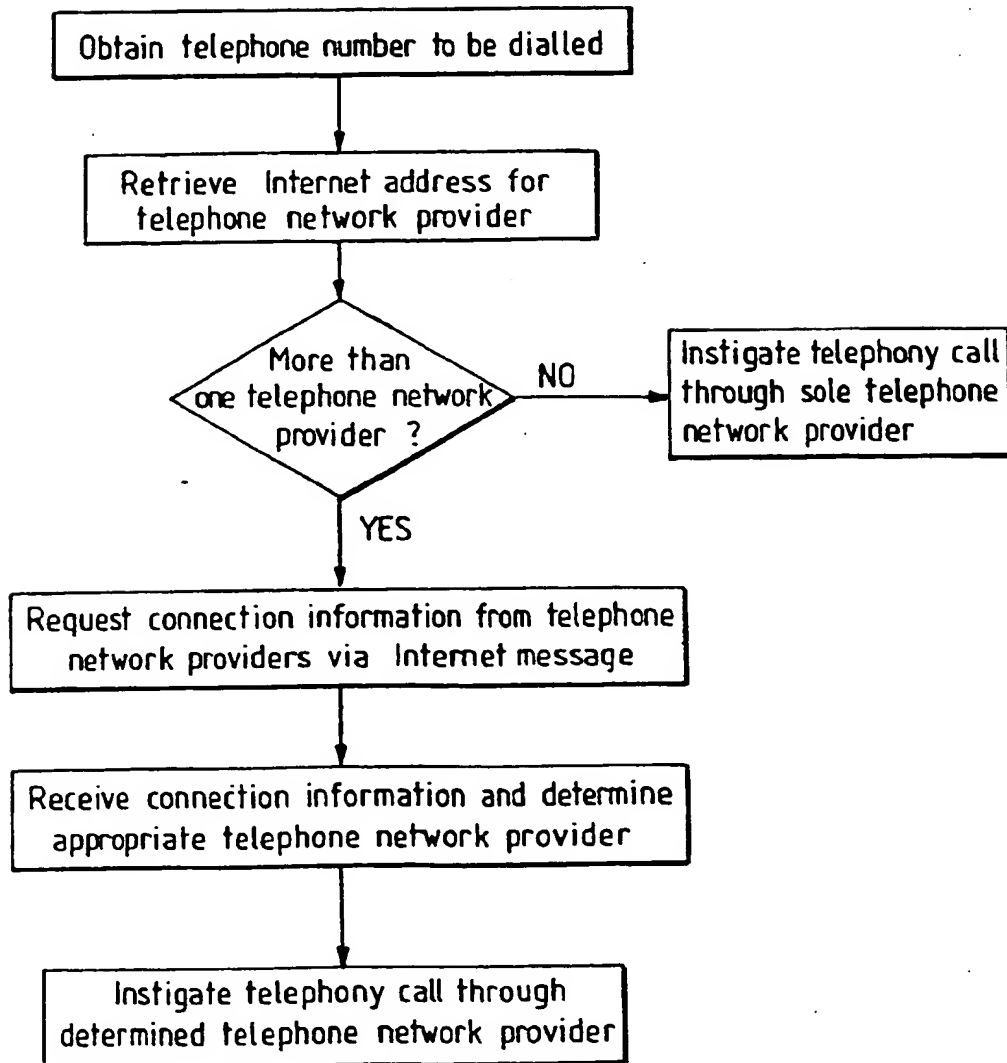 Obtain telephone number to be dialled
Retrieve Internet address for
telephone network provider
More than
one telephone network
provider ?
NO
Instigate telephony call
through sole telephone
network provider
YES
Request connection information from telephone
network providers via Internet message
Receive connection information and determine
appropriate telephone network provider
Instigate telephony call through
determined telephone network provider